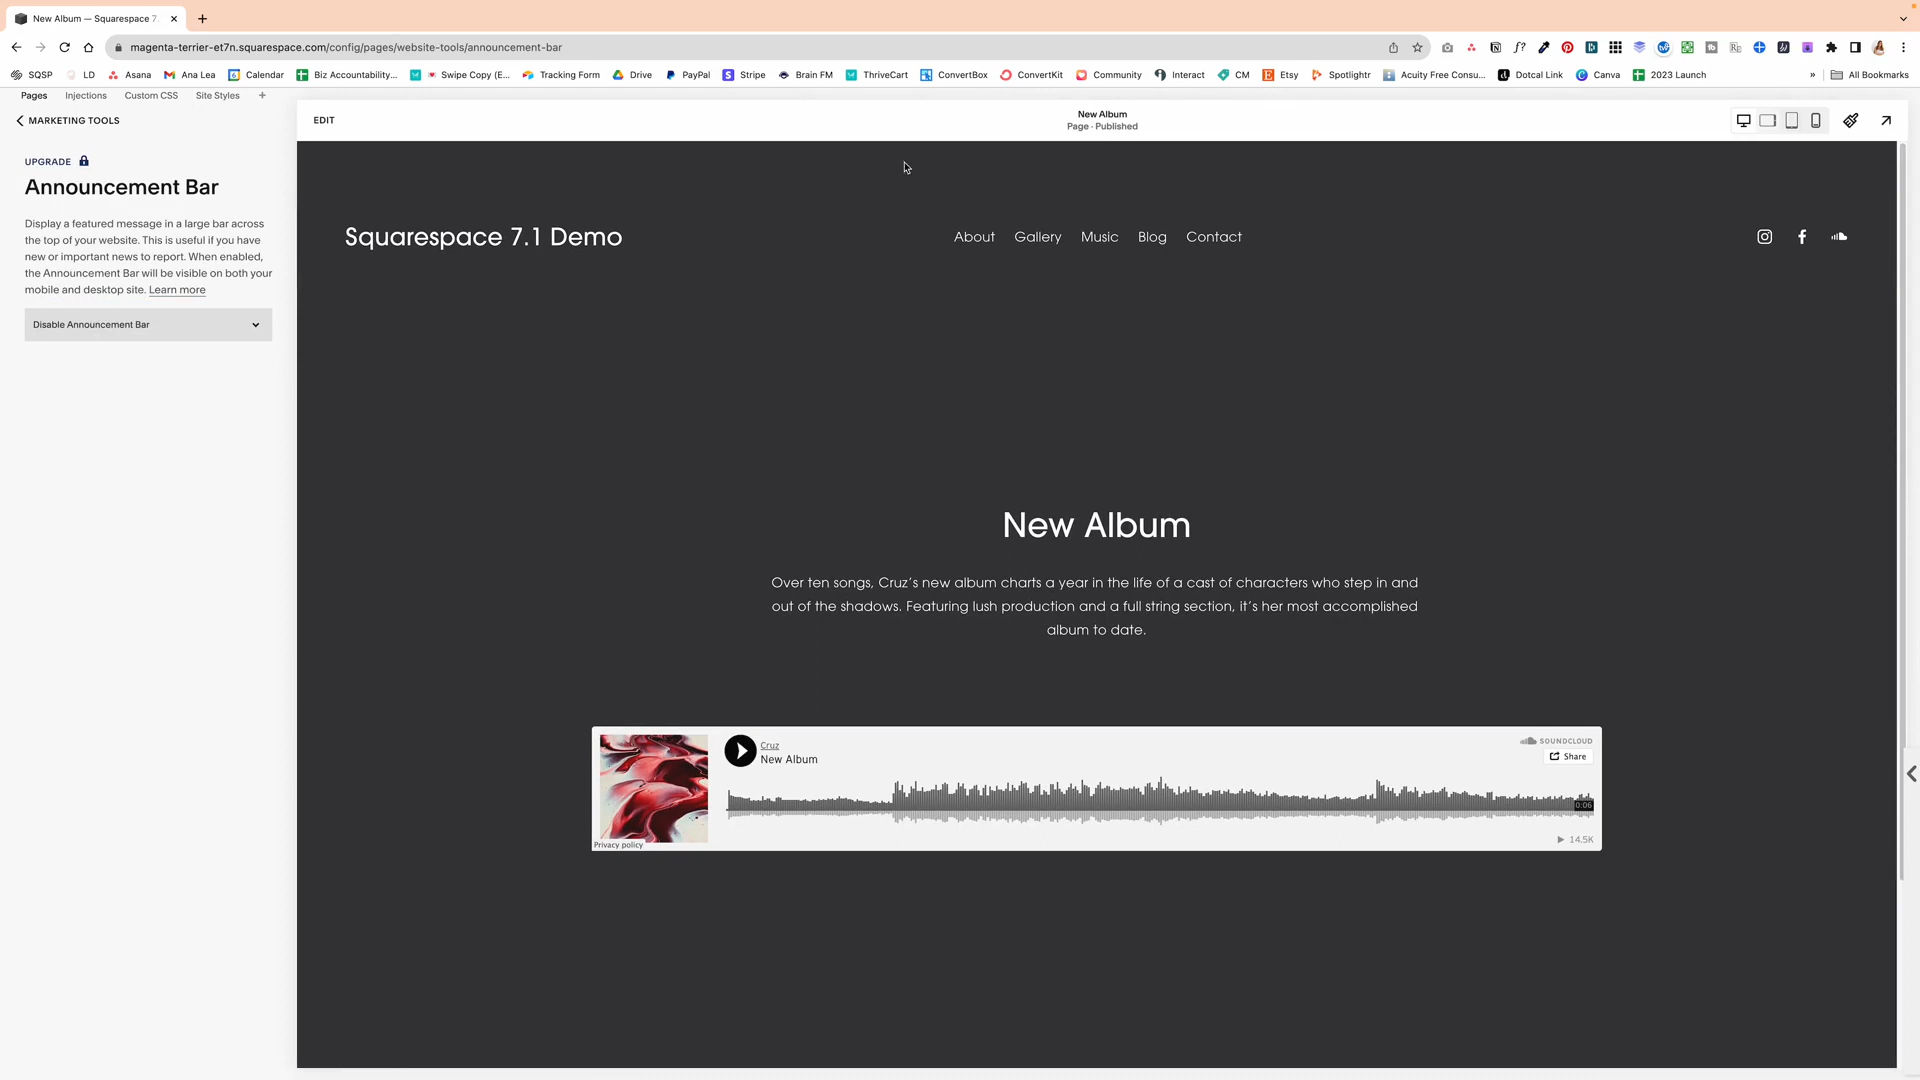 New Album — Squarespace 7
magenta-terrier-et7n.squarespace.com/config/pages/website-tools/announcement-bar
SQSP LD Asana Ana Lea Calendar Biz Accountability... Swipe Copy (E... Tracking Form Drive PayPal Stripe Brain FM ThriveCart ConvertBox ConvertKit Community Interact CM Etsy Spotlightr Acuity Free Consu... Dotcal Link Canva 2023 Launch » All Bookmarks
Pages Injections Custom CSS Site Styles +
MARKETING TOOLS
UPGRADE
Announcement Bar
Display a featured message in a large bar across
the top of your website. This is useful if you have
new or important news to report. When enabled,
the Announcement Bar will be visible on both your
mobile and desktop site. Learn more
Disable Announcement Bar
EDIT
New Album
Page · Published
Squarespace 7.1 Demo
About Gallery Music Blog Contact
New Album
Over ten songs, Cruz’s new album charts a year in the life of a cast of characters who step in and
out of the shadows. Featuring lush production and a full string section, it’s her most accomplished
album to date.
Cruz
New Album
SOUNDCLOUD
Share
0:06
14.5K
Privacy policy